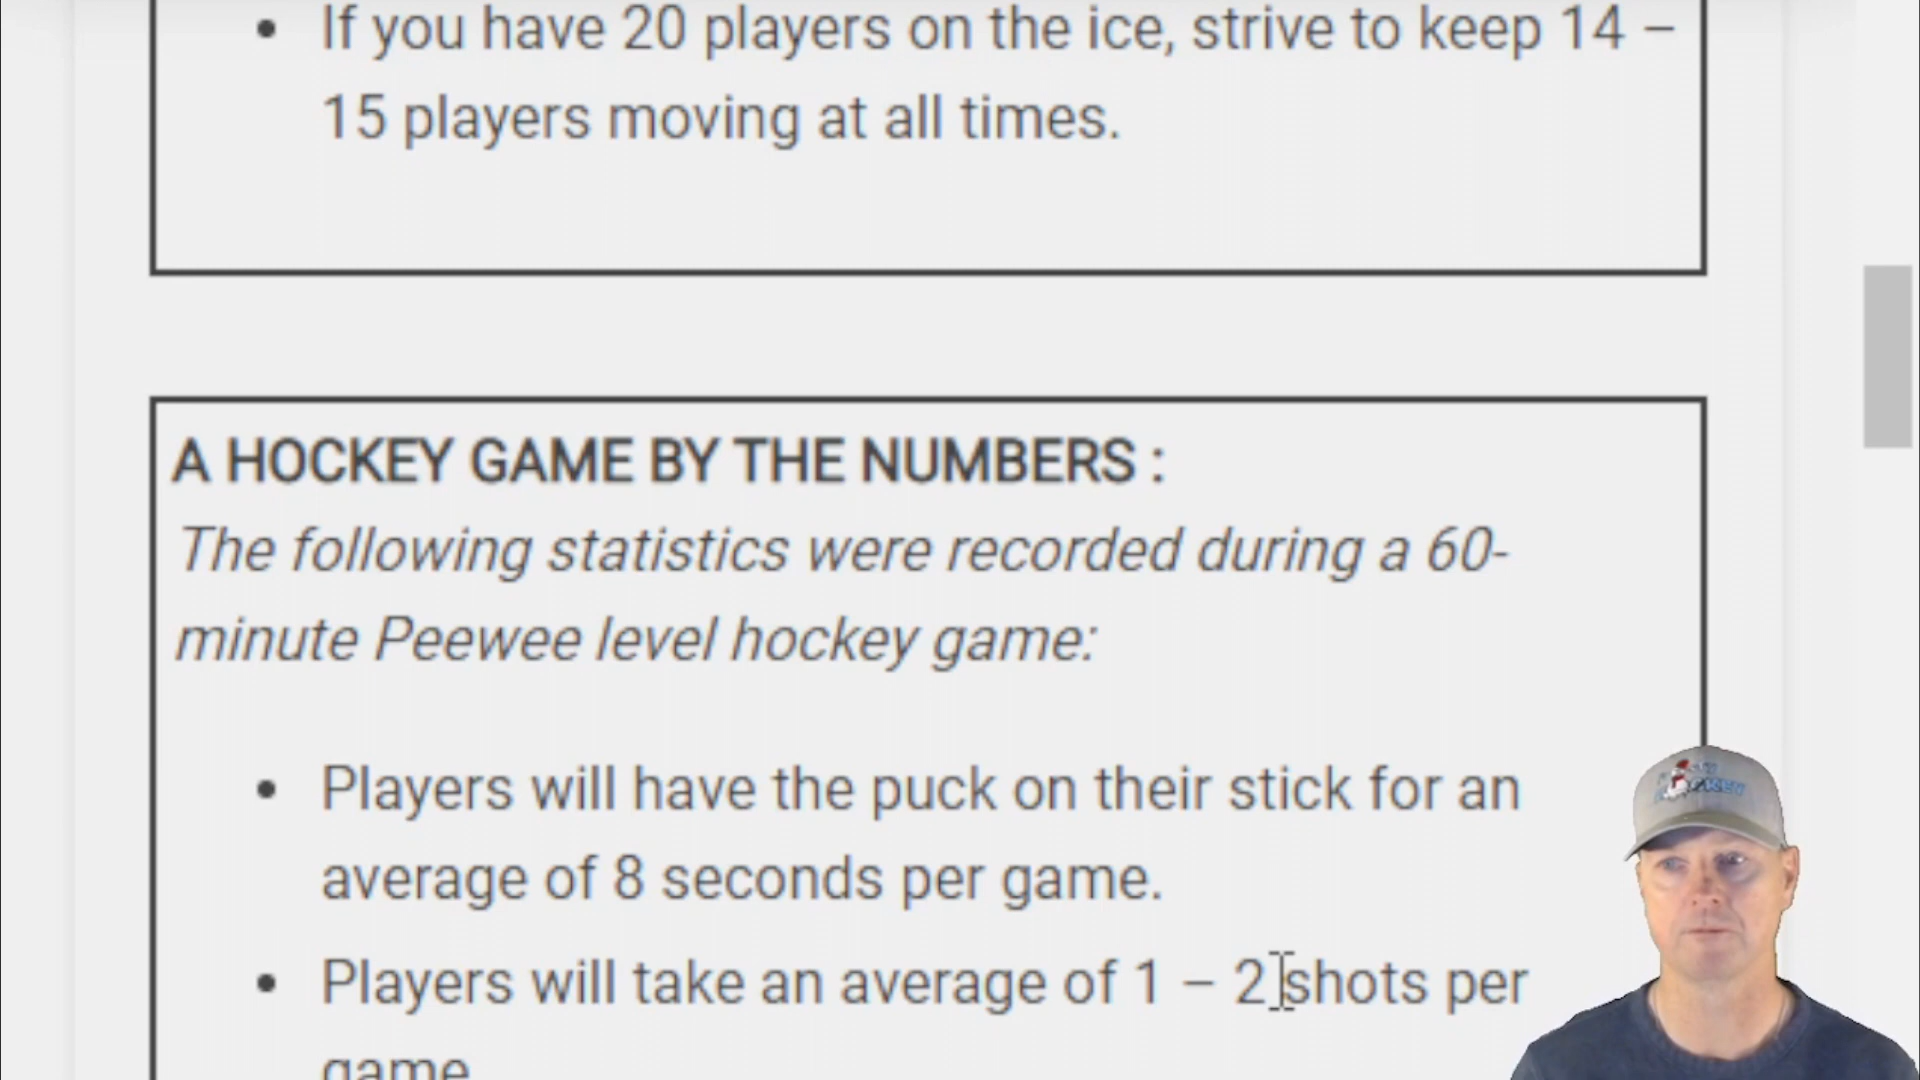 If you have 20 players on the ice, strive to keep 14 –
15 players moving at all times.
A HOCKEY GAME BY THE NUMBERS :
The following statistics were recorded during a 60-
minute Peewee level hockey game:
Players will have the puck on their stick for an
average of 8 seconds per game.
Players will take an average of 1 – 2 shots per
game